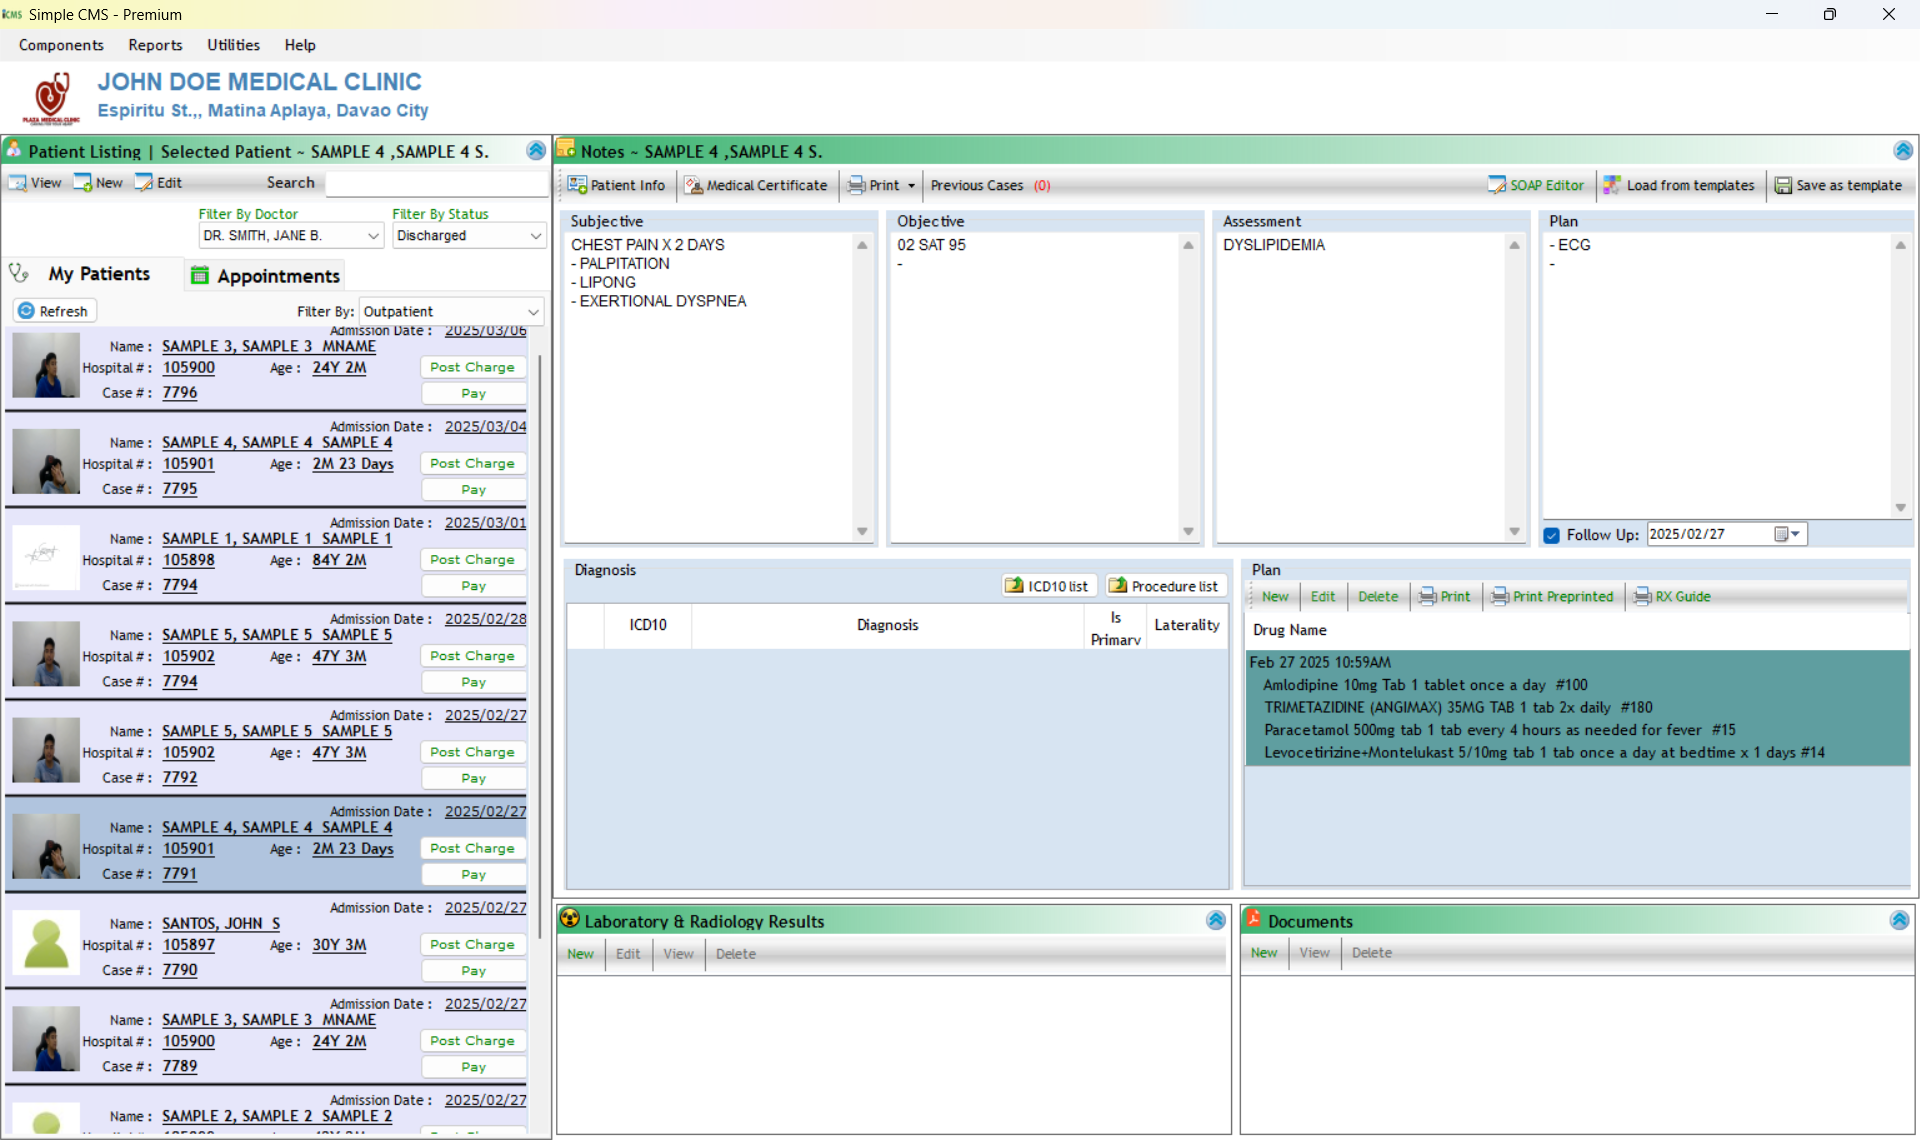 iCMS Simple CMS - Premium
Components Reports Utilities Help
JOHN DOE MEDICAL CLINIC
Espiritu St.,, Matina Aplaya, Davao City
PLAZA MEDICAL CLINIC
Patient Listing | Selected Patient ~ SAMPLE 4 ,SAMPLE 4 S.
View New Edit Search
Filter By Doctor Filter By Status
DR. SMITH, JANE B. Discharged
My Patients Appointments
Refresh Filter By: Outpatient
Admission Date : 2025/03/06
Name : SAMPLE 3, SAMPLE 3 MNAME
Hospital # : 105900 Age : 24Y 2M Post Charge
Case # : 7796 Pay
Admission Date : 2025/03/04
Name : SAMPLE 4, SAMPLE 4 SAMPLE 4
Hospital # : 105901 Age : 2M 23 Days Post Charge
Case # : 7795 Pay
Admission Date : 2025/03/01
Name : SAMPLE 1, SAMPLE 1 SAMPLE 1
Hospital # : 105898 Age : 84Y 2M Post Charge
Case # : 7794 Pay
Admission Date : 2025/02/28
Name : SAMPLE 5, SAMPLE 5 SAMPLE 5
Hospital # : 105902 Age : 47Y 3M Post Charge
Case # : 7794 Pay
Admission Date : 2025/02/27
Name : SAMPLE 5, SAMPLE 5 SAMPLE 5
Hospital # : 105902 Age : 47Y 3M Post Charge
Case # : 7792 Pay
Admission Date : 2025/02/27
Name : SAMPLE 4, SAMPLE 4 SAMPLE 4
Hospital # : 105901 Age : 2M 23 Days Post Charge
Case # : 7791 Pay
Admission Date : 2025/02/27
Name : SANTOS, JOHN S
Hospital # : 105897 Age : 30Y 3M Post Charge
Case # : 7790 Pay
Admission Date : 2025/02/27
Name : SAMPLE 3, SAMPLE 3 MNAME
Hospital # : 105900 Age : 24Y 2M Post Charge
Case # : 7789 Pay
Admission Date : 2025/02/27
Name : SAMPLE 2, SAMPLE 2 SAMPLE 2
Notes ~ SAMPLE 4 ,SAMPLE 4 S.
Patient Info Medical Certificate Print Previous Cases (0) SOAP Editor Load from templates Save as template
Subjective
CHEST PAIN X 2 DAYS
- PALPITATION
- LIPONG
- EXERTIONAL DYSPNEA
Objective
02 SAT 95
-
Assessment
DYSLIPIDEMIA
Plan
- ECG
-
Follow Up: 2025/02/27
Diagnosis
ICD10 list Procedure list
ICD10 Diagnosis Is Primary Laterality
Plan
New Edit Delete Print Print Preprinted RX Guide
Drug Name
Feb 27 2025 10:59AM
Amlodipine 10mg Tab 1 tablet once a day #100
TRIMETAZIDINE (ANGIMAX) 35MG TAB 1 tab 2x daily #180
Paracetamol 500mg tab 1 tab every 4 hours as needed for fever #15
Levocetirizine+Montelukast 5/10mg tab 1 tab once a day at bedtime x 1 days #14
Laboratory & Radiology Results
New Edit View Delete
Documents
New View Delete